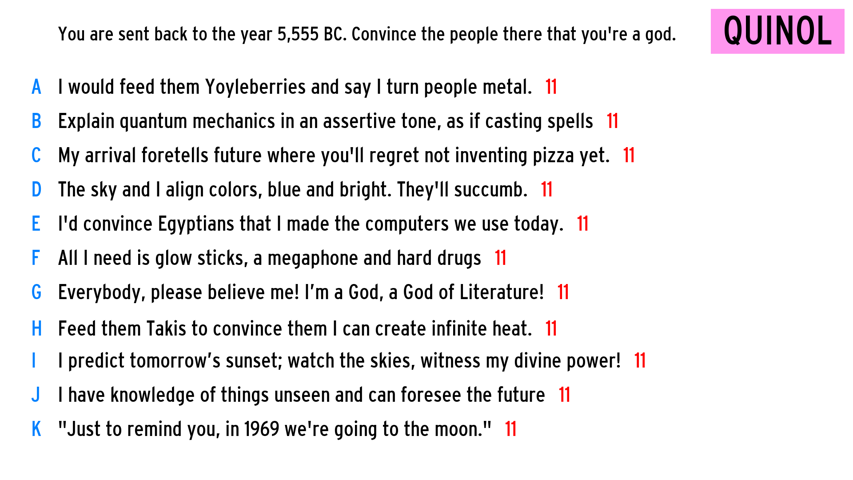 You are sent back to the year 5,555 BC. Convince the people there that you're a god.
QUINOL
A I would feed them Yoyleberries and say I turn people metal. 11
B Explain quantum mechanics in an assertive tone, as if casting spells 11
C My arrival foretells future where you'll regret not inventing pizza yet. 11
D The sky and I align colors, blue and bright. They'll succumb. 11
E I'd convince Egyptians that I made the computers we use today. 11
F All I need is glow sticks, a megaphone and hard drugs 11
G Everybody, please believe me! I’m a God, a God of Literature! 11
H Feed them Takis to convince them I can create infinite heat. 11
I I predict tomorrow’s sunset; watch the skies, witness my divine power! 11
J I have knowledge of things unseen and can foresee the future 11
K "Just to remind you, in 1969 we're going to the moon." 11